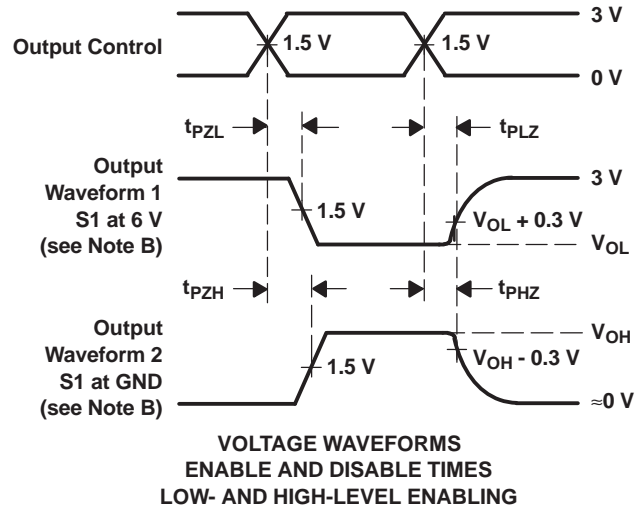 3 V
Output Control
1.5 V
1.5 V
0 V
tPZL
tPLZ
Output
Waveform 1
S1 at 6 V
(see Note B)
3 V
1.5 V
VOL + 0.3 V
VOL
tPZH
tPHZ
Output
Waveform 2
S1 at GND
(see Note B)
VOH
1.5 V
VOH - 0.3 V
≈0 V
VOLTAGE WAVEFORMS
ENABLE AND DISABLE TIMES
LOW- AND HIGH-LEVEL ENABLING